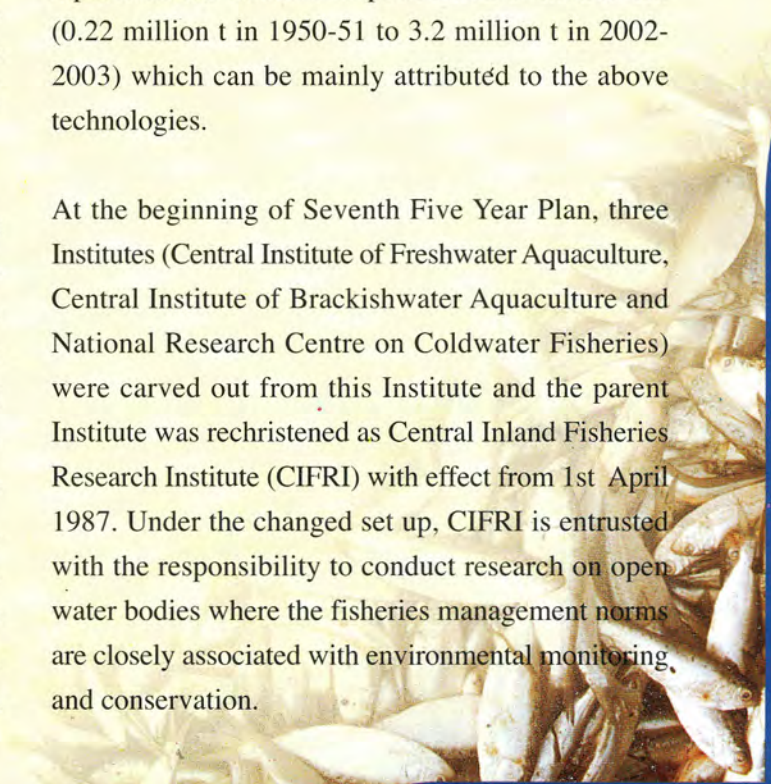 (0.22 million t in 1950-51 to 3.2 million t in 2002-
2003) which can be mainly attributed to the above
technologies.
At the beginning of Seventh Five Year Plan, three
Institutes (Central Institute of Freshwater Aquaculture,
Central Institute of Brackishwater Aquaculture and
National Research Centre on Coldwater Fisheries)
were carved out from this Institute and the parent
Institute was rechristened as Central Inland Fisheries
Research Institute (CIFRI) with effect from 1st April
1987. Under the changed set up, CIFRI is entrusted
with the responsibility to conduct research on open
water bodies where the fisheries management norms
are closely associated with environmental monitoring
and conservation.